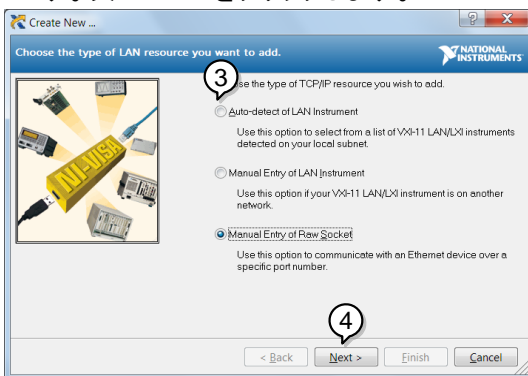 Create New ...
Choose the type of LAN resource you want to add.
NATIONAL
INSTRUMENTS
3
se the type of TCP/IP resource you wish to add.
Auto-detect of LAN Instrument
Use this option to select from a list of VXI-11 LAN/LXI instruments
detected on your local subnet.
Manual Entry of LAN Instrument
Use this option if your VXI-11 LAN/LXI instrument is on another
network.
Manual Entry of Raw Socket
Use this option to communicate with an Ethernet device over a
specific port number.
NI-VISA
4
< Back
Next >
Finish
Cancel